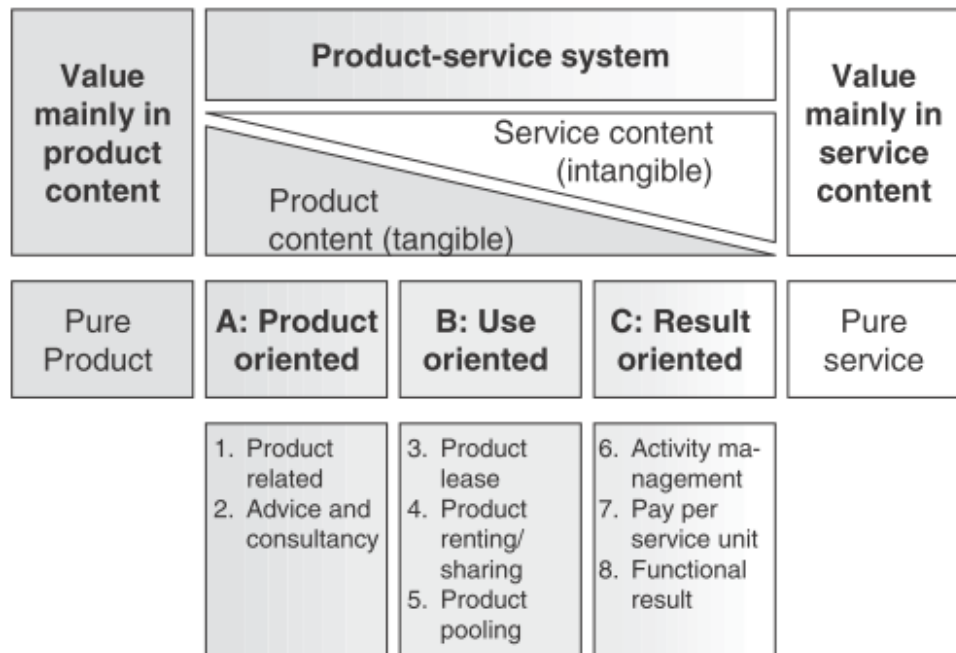 Value
mainly in
product
content
Product-service system
Service content
(intangible)
Product
content (tangible)
Value
mainly in
service
content
Pure
Product
A: Product
oriented
B: Use
oriented
C: Result
oriented
Pure
service
1. Product
related
2. Advice and
consultancy
3. Product
lease
4. Product
renting/
sharing
5. Product
pooling
6. Activity ma-
nagement
7. Pay per
service unit
8. Functional
result